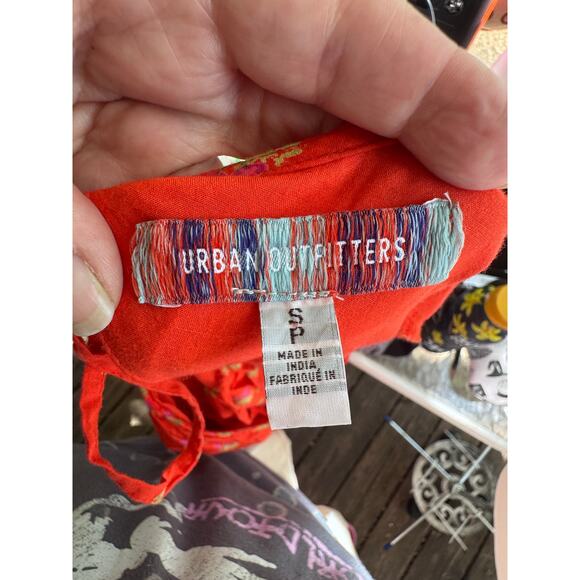 URBAN OUTFITTERS
S
P
MADE IN
INDIA,
FABRIQUÉ IN
INDE